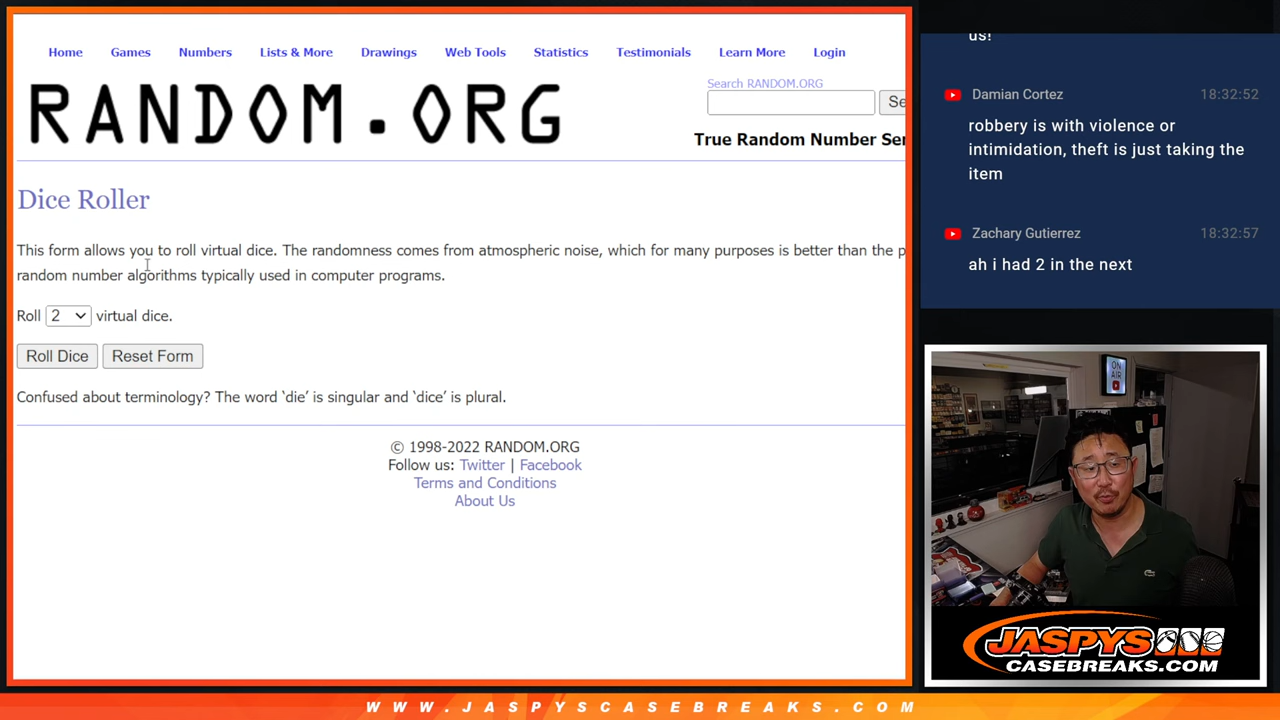 Home Games Numbers Lists & More Drawings Web Tools Statistics Testimonials Learn More Login
RANDOM.ORG
Search RANDOM.ORG
Se
True Random Number Ser
Dice Roller
This form allows you to roll virtual dice. The randomness comes from atmospheric noise, which for many purposes is better than the p
random number algorithms typically used in computer programs.
Roll 2 virtual dice.
Roll Dice Reset Form
Confused about terminology? The word ‘die’ is singular and ‘dice’ is plural.
© 1998-2022 RANDOM.ORG
Follow us: Twitter | Facebook
Terms and Conditions
About Us
us!
Damian Cortez 18:32:52
robbery is with violence or
intimidation, theft is just taking the
item
Zachary Gutierrez 18:32:57
ah i had 2 in the next
ON
AIR
JASPYS
CASEBREAKS.COM
WWW.JASPYSCASEBREAKS.COM